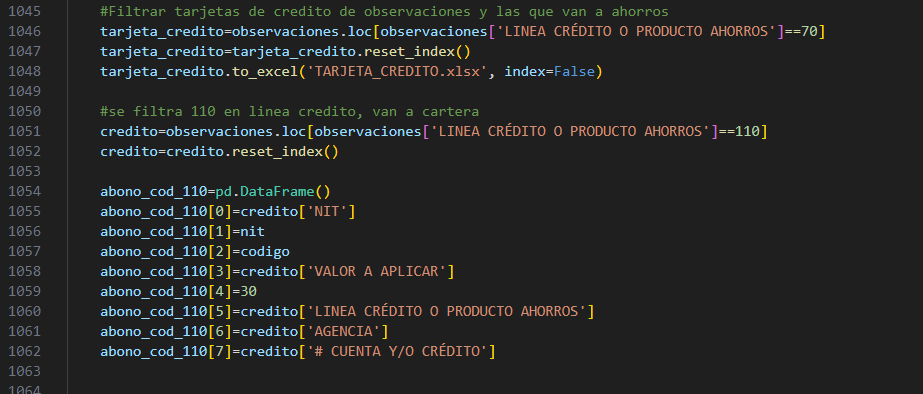 1045 #Filtrar tarjetas de credito de observaciones y las que van a ahorros
1046 tarjeta_credito=observaciones.loc[observaciones['LINEA CRÉDITO O PRODUCTO AHORROS']==70]
1047 tarjeta_credito=tarjeta_credito.reset_index()
1048 tarjeta_credito.to_excel('TARJETA_CREDITO.xlsx', index=False)
1049
1050 #se filtra 110 en linea credito, van a cartera
1051 credito=observaciones.loc[observaciones['LINEA CRÉDITO O PRODUCTO AHORROS']==110]
1052 credito=credito.reset_index()
1053
1054 abono_cod_110=pd.DataFrame()
1055 abono_cod_110[0]=credito['NIT']
1056 abono_cod_110[1]=nit
1057 abono_cod_110[2]=codigo
1058 abono_cod_110[3]=credito['VALOR A APLICAR']
1059 abono_cod_110[4]=30
1060 abono_cod_110[5]=credito['LINEA CRÉDITO O PRODUCTO AHORROS']
1061 abono_cod_110[6]=credito['AGENCIA']
1062 abono_cod_110[7]=credito['# CUENTA Y/O CRÉDITO']
1063
1064